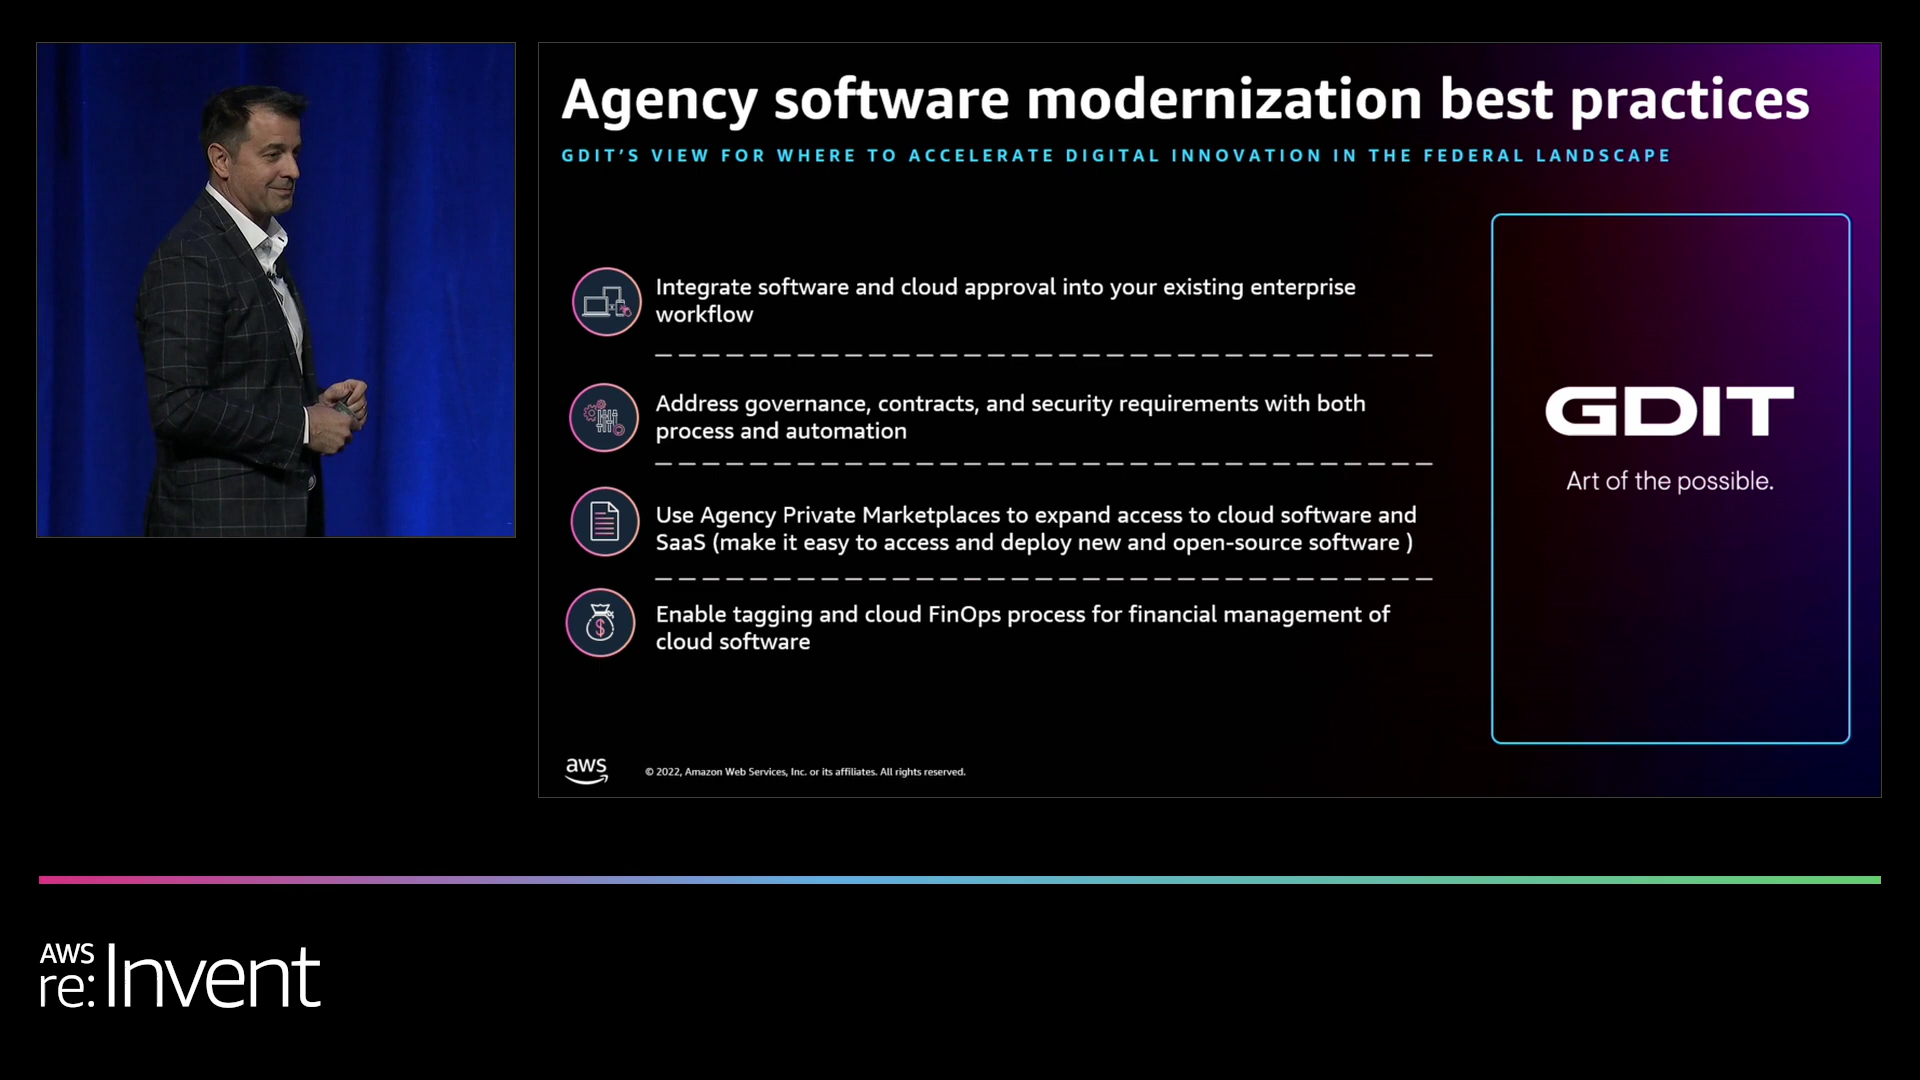 Agency software modernization best practices
GDIT'S VIEW FOR WHERE TO ACCELERATE DIGITAL INNOVATION IN THE FEDERAL LANDSCAPE
Integrate software and cloud approval into your existing enterprise
workflow
Address governance, contracts, and security requirements with both
process and automation
Use Agency Private Marketplaces to expand access to cloud software and
SaaS (make it easy to access and deploy new and open-source software )
$
Enable tagging and cloud FinOps process for financial management of
cloud software
GDIT
Art of the possible.
aws
© 2022, Amazon Web Services, Inc. or its affiliates. All rights reserved.
AWS
re:Invent